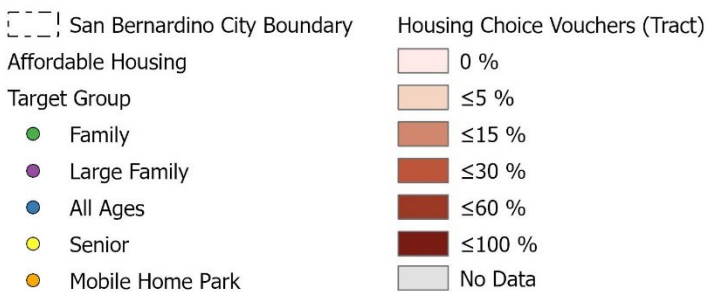 San Bernardino City Boundary
Affordable Housing
Target Group
Family
Large Family
All Ages
Senior
Mobile Home Park
Housing Choice Vouchers (Tract)
0 %
≤5 %
≤15 %
≤30 %
≤60 %
≤100 %
No Data